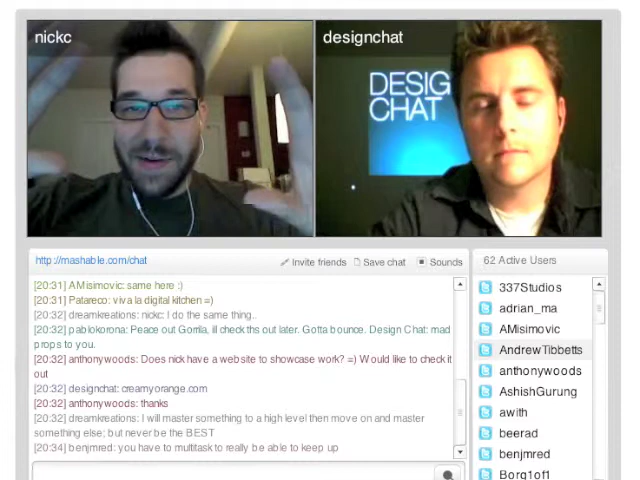 nickc
designchat
DESIG
CHAT
http://mashable.com/chat
Invite friends
Save chat
Sounds
62 Active Users
[20:31] AMisimovic: same here :)
[20:31] Patareco: viva la digital kitchen =)
[20:32] dreamkreations: nickc: I do the same thing..
[20:32] pablokorona: Peace out Gorrila, ill check ths out later. Gotta bounce. Design Chat: mad
props to you.
[20:32] anthonywoods: Does nick have a website to showcase work? =) Would like to check it
out
[20:32] designchat: creamyorange.com
[20:32] anthonywoods: thanks
[20:32] dreamkreations: I will master something to a high level then move on and master
something else; but never be the BEST
[20:34] benjmred: you have to multitask to really be able to keep up
337Studios
adrian_ma
AMisimovic
AndrewTibbetts
anthonywoods
AshishGurung
awith
beerad
benjmred
Borg1of1